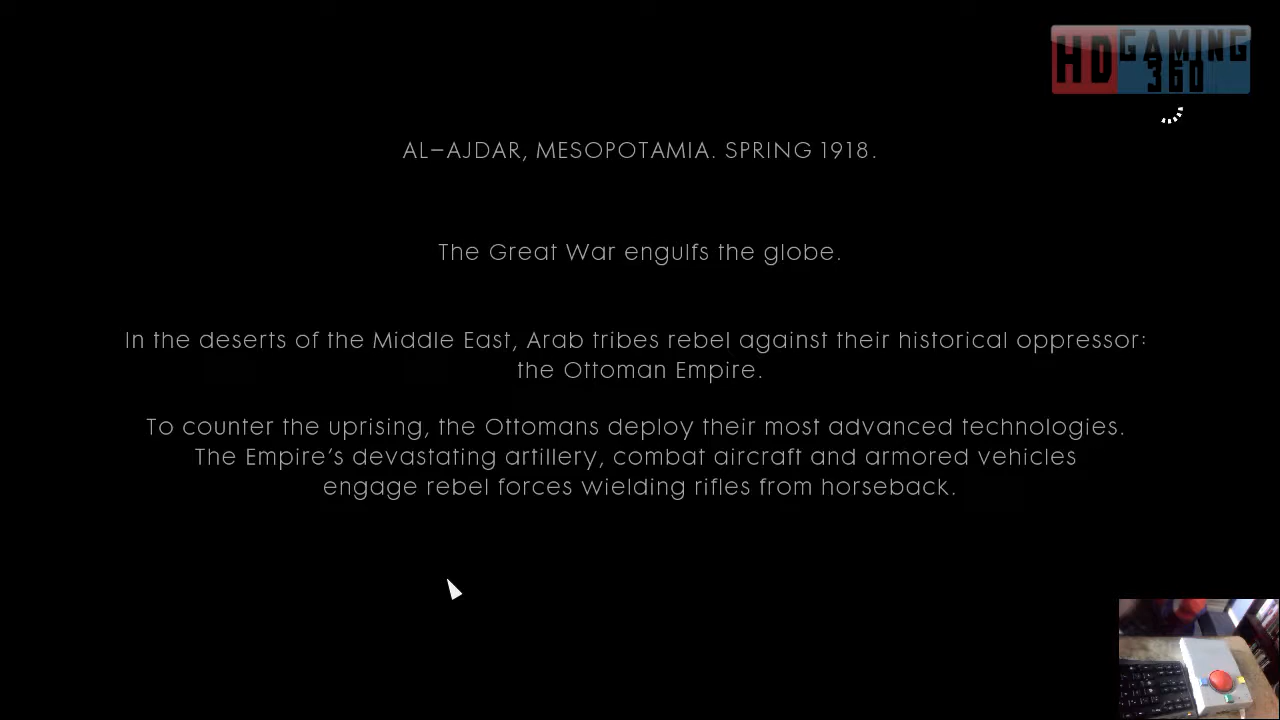 HD GAMING
360
AL-AJDAR, MESOPOTAMIA. SPRING 1918.
The Great War engulfs the globe.
In the deserts of the Middle East, Arab tribes rebel against their historical oppressor:
the Ottoman Empire.
To counter the uprising, the Ottomans deploy their most advanced technologies.
The Empire's devastating artillery, combat aircraft and armored vehicles
engage rebel forces wielding rifles from horseback.